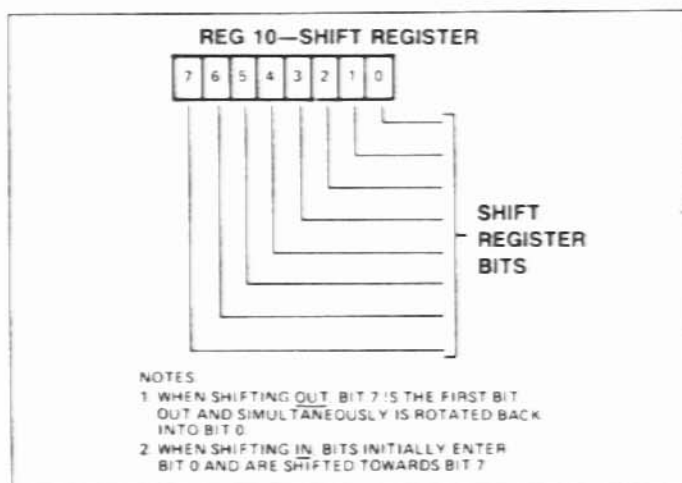 REG 10—SHIFT REGISTER
7 6 5 4 3 2 1 0
SHIFT
REGISTER
BITS
NOTES:
1 WHEN SHIFTING OUT, BIT 7 IS THE FIRST BIT
OUT AND SIMULTANEOUSLY IS ROTATED BACK
INTO BIT 0.
2 WHEN SHIFTING IN, BITS INITIALLY ENTER
BIT 0 AND ARE SHIFTED TOWARDS BIT 7